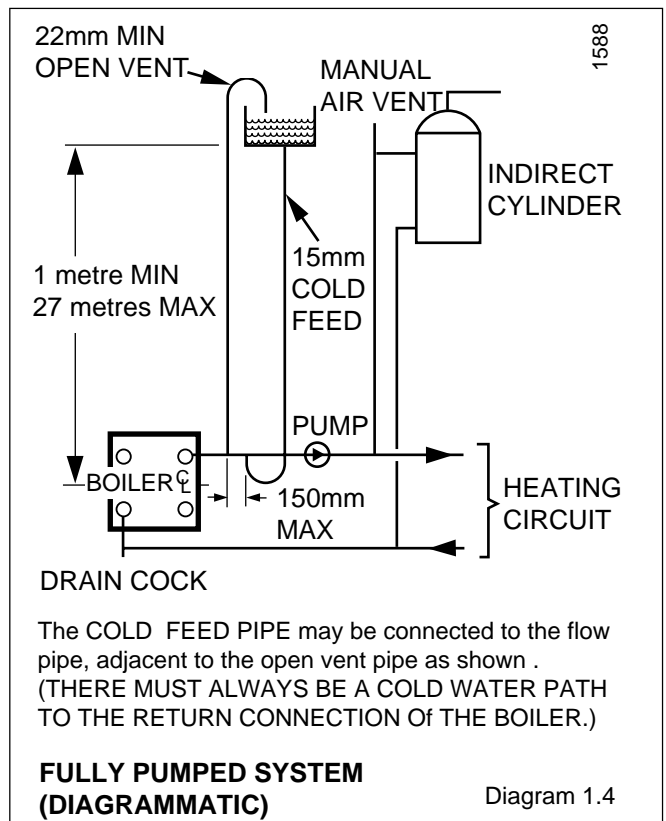 1588
22mm MIN
OPEN VENT
MANUAL
AIR VENT
INDIRECT
CYLINDER
15mm
COLD
FEED
1 metre MIN
27 metres MAX
PUMP
BOILER
CL
150mm
MAX
HEATING
CIRCUIT
DRAIN COCK
The COLD FEED PIPE may be connected to the flow
pipe, adjacent to the open vent pipe as shown .
(THERE MUST ALWAYS BE A COLD WATER PATH
TO THE RETURN CONNECTION Of THE BOILER.)
FULLY PUMPED SYSTEM
(DIAGRAMMATIC)
Diagram 1.4